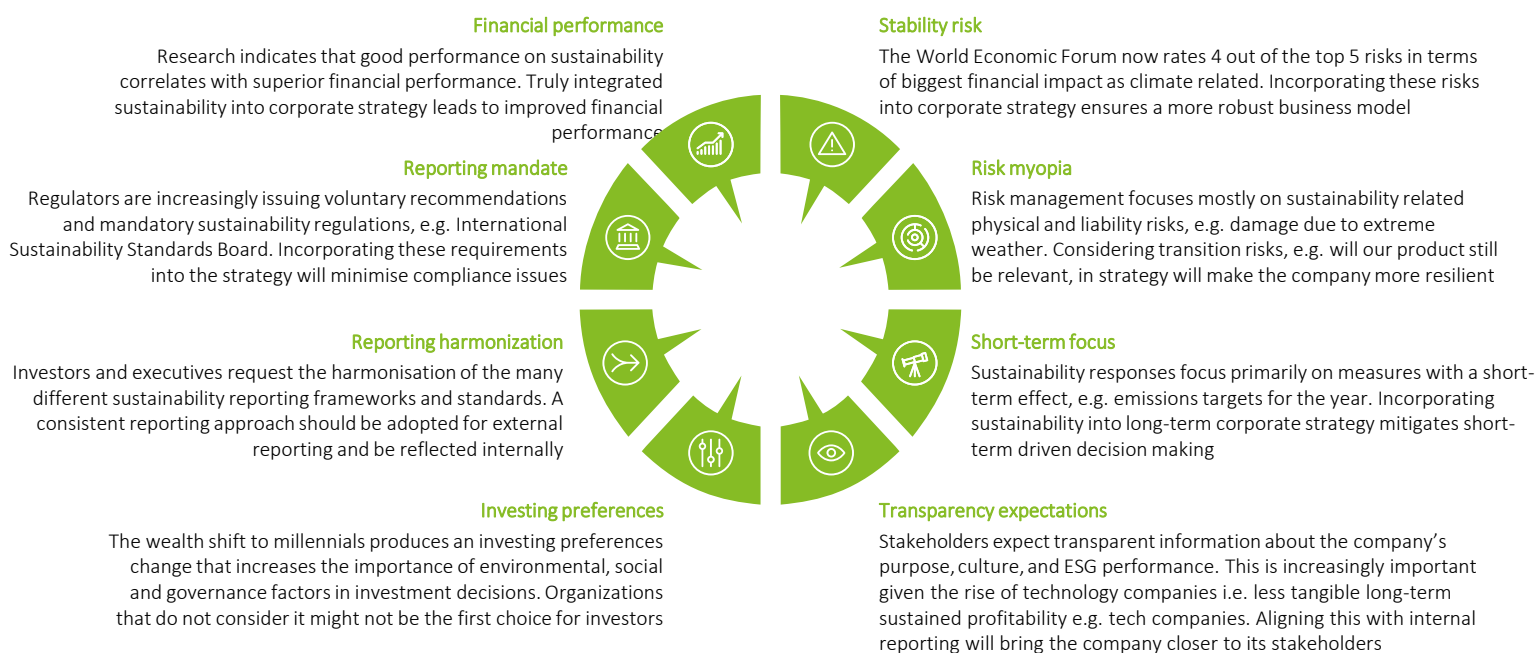 Financial performance
Research indicates that good performance on sustainability
correlates with superior financial performance. Truly integrated
sustainability into corporate strategy leads to improved financial
performance
Stability risk
The World Economic Forum now rates 4 out of the top 5 risks in terms
of biggest financial impact as climate related. Incorporating these risks
into corporate strategy ensures a more robust business model
Reporting mandate
Regulators are increasingly issuing voluntary recommendations
and mandatory sustainability regulations, e.g. International
Sustainability Standards Board. Incorporating these requirements
into the strategy will minimise compliance issues
Risk myopia
Risk management focuses mostly on sustainability related
physical and liability risks, e.g. damage due to extreme
weather. Considering transition risks, e.g. will our product still
be relevant, in strategy will make the company more resilient
Reporting harmonization
Investors and executives request the harmonisation of the many
different sustainability reporting frameworks and standards. A
consistent reporting approach should be adopted for external
reporting and be reflected internally
Short-term focus
Sustainability responses focus primarily on measures with a short-
term effect, e.g. emissions targets for the year. Incorporating
sustainability into long-term corporate strategy mitigates short-
term driven decision making
Investing preferences
The wealth shift to millennials produces an investing preferences
change that increases the importance of environmental, social
and governance factors in investment decisions. Organizations
that do not consider it might not be the first choice for investors
Transparency expectations
Stakeholders expect transparent information about the company's
purpose, culture, and ESG performance. This is increasingly important
given the rise of technology companies i.e. less tangible long-term
sustained profitability e.g. tech companies. Aligning this with internal
reporting will bring the company closer to its stakeholders